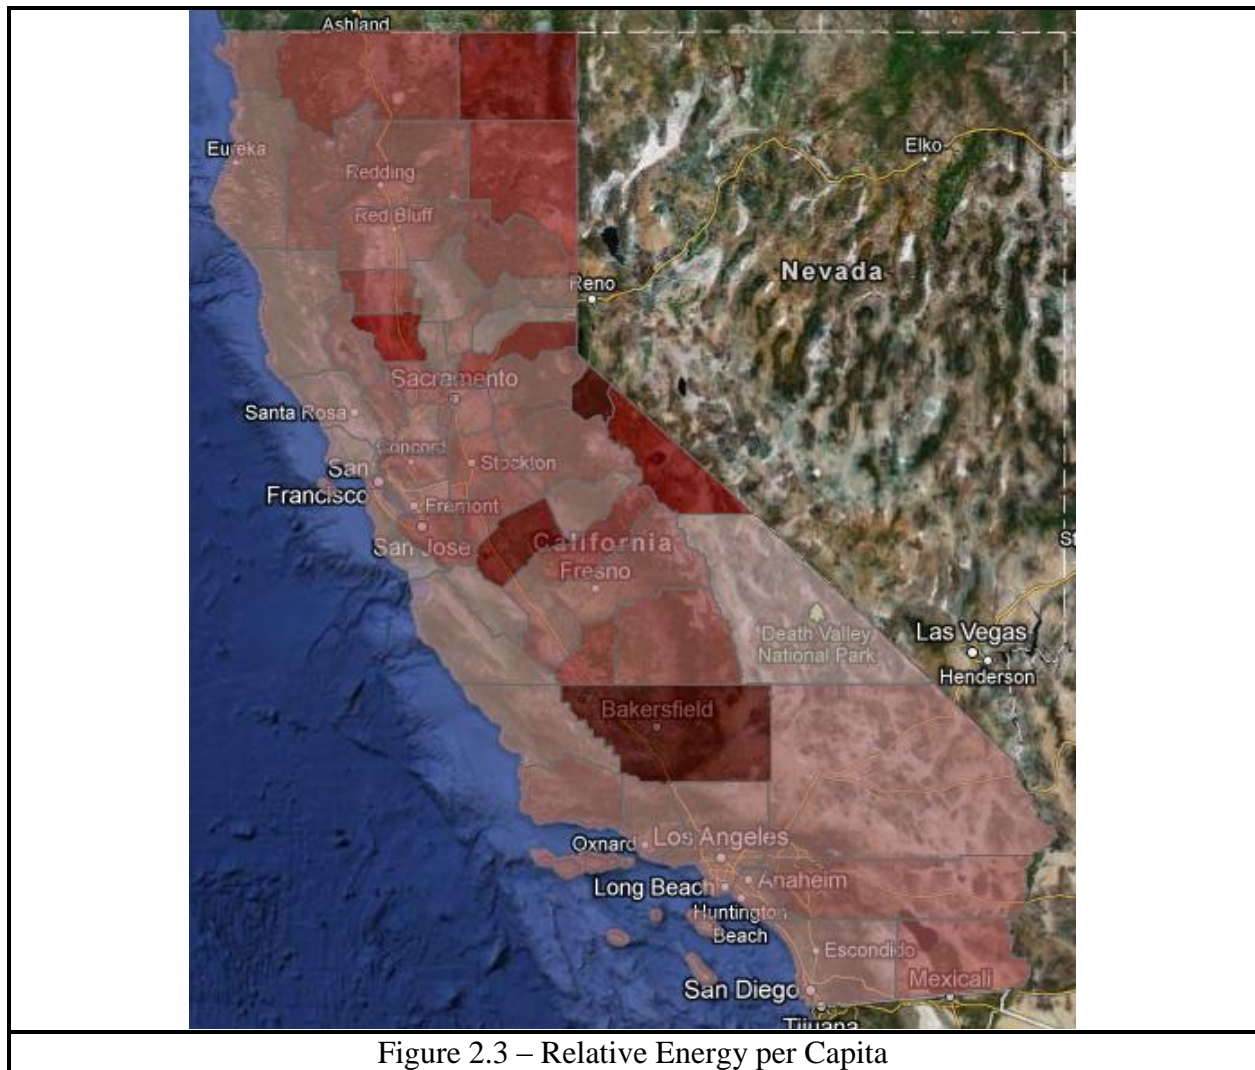 Ashland
Eureka
Elko
Redding
Red Bluff
Nevada
Reno
Sacramento
Santa Rosa
Concord
San
Francisco
Stockton
Fremont
San Jose
California
Fresno
Death Valley
National Park
Las Vegas
Henderson
Bakersfield
Oxnard
Los Angeles
Long Beach
Anaheim
Huntington
Beach
Escondido
San Diego
Mexicali
Tijuana
Figure 2.3 – Relative Energy per Capita